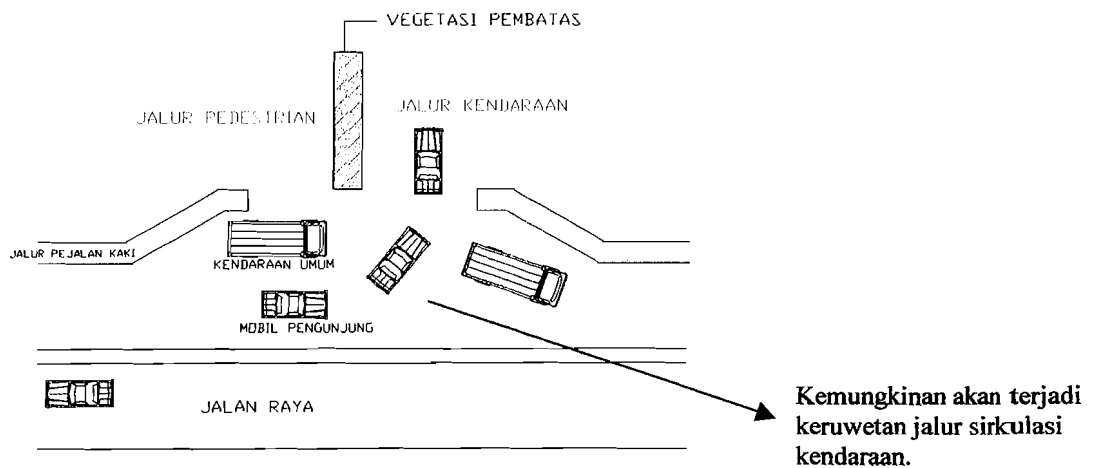 VEGETASI PEMBATAS
JALUR PEDESTRIAN
JALUR KENDARAAN
JALUR PEJALAN KAKI
KENDARAAN UMUM
MOBIL PENGUNJUNG
JALAN RAYA
Kemungkinan akan terjadi
keruwetan jalur sirkulasi
kendaraan.